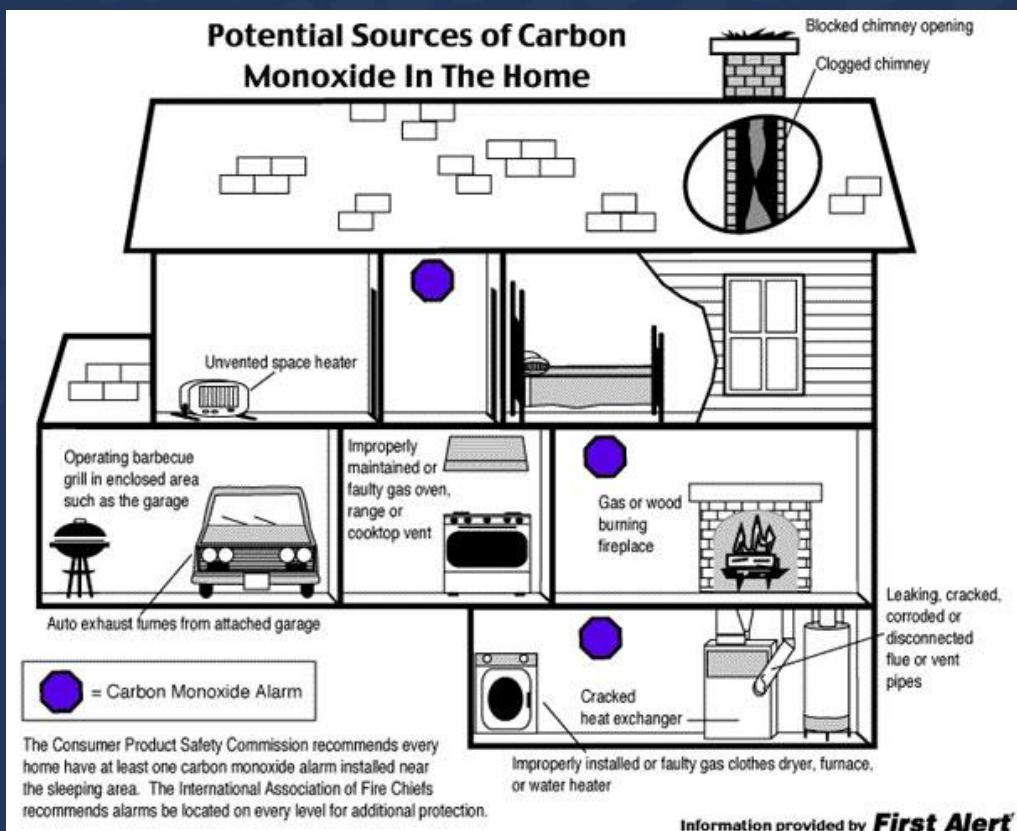 Potential Sources of Carbon
Monoxide In The Home
Blocked chimney opening
Clogged chimney
Unvented space heater
Operating barbecue
grill in enclosed area
such as the garage
Improperly
maintained or
faulty gas oven,
range or
cooktop vent
Gas or wood
burning
fireplace
Auto exhaust fumes from attached garage
Leaking, cracked,
corroded or
disconnected
flue or vent
pipes
Cracked
heat exchanger
= Carbon Monoxide Alarm
Improperly installed or faulty gas clothes dryer, furnace,
or water heater
The Consumer Product Safety Commission recommends every
home have at least one carbon monoxide alarm installed near
the sleeping area. The International Association of Fire Chiefs
recommends alarms be located on every level for additional protection.
Information provided by First Alert